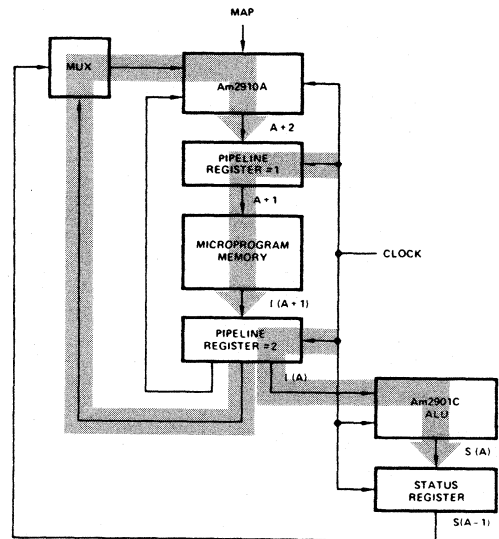 MAP
MUX
Am2910A
A + 2
PIPELINE
REGISTER #1
A + 1
MICROPROGRAM
MEMORY
CLOCK
I (A + 1)
PIPELINE
REGISTER #2
I (A)
Am2901C
ALU
S (A)
STATUS
REGISTER
S(A - 1)